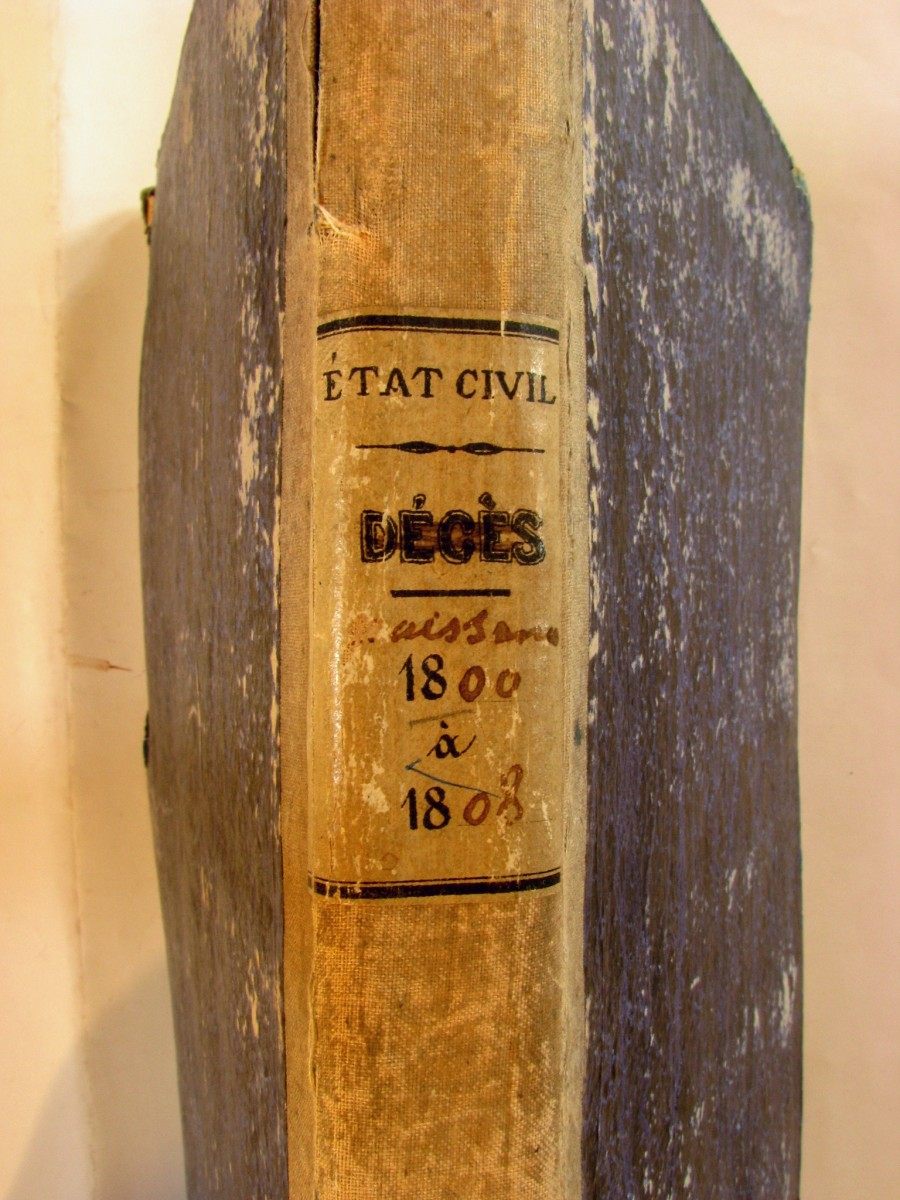 ÉTAT CIVIL
DÉCÈS
naissance
1800
à
1808